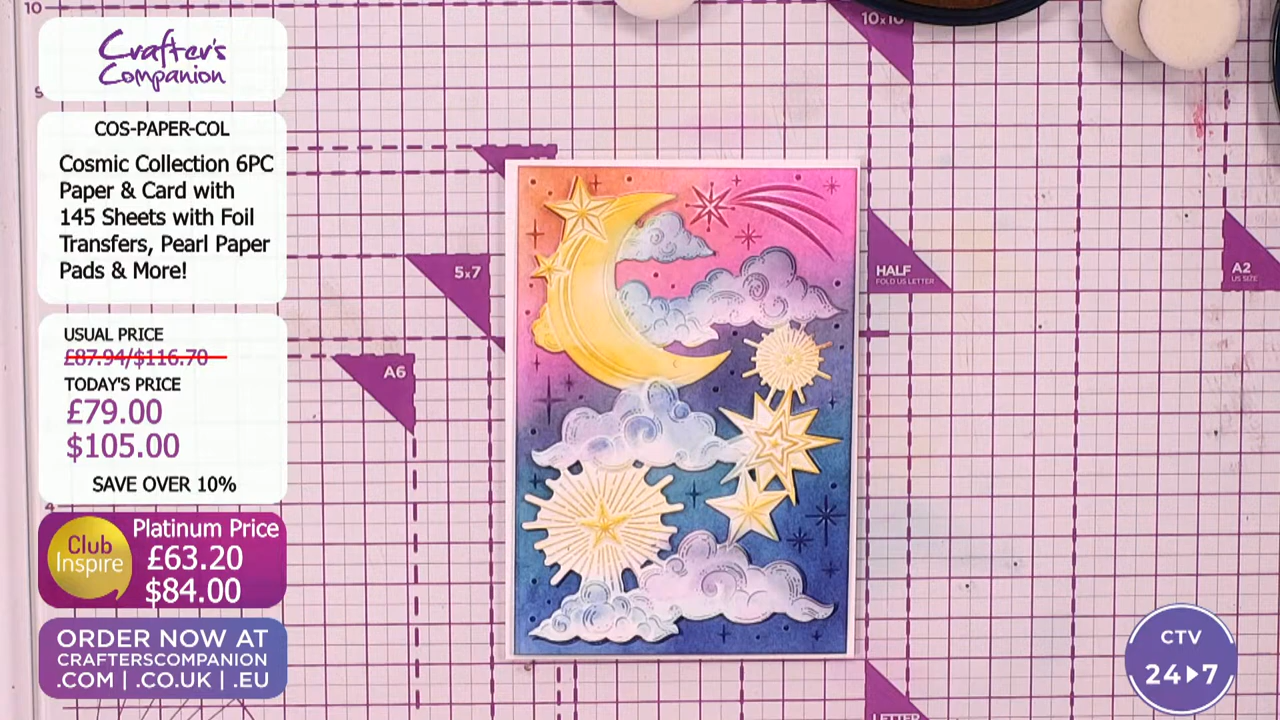 10
10x10
Crafter's
Companion
COS-PAPER-COL
Cosmic Collection 6PC
Paper & Card with
145 Sheets with Foil
Transfers, Pearl Paper
Pads & More!
5x7
HALF
FOLD US LETTER
A2
US SIZE
USUAL PRICE
£87.94/$116.70
TODAY'S PRICE
£79.00
$105.00
SAVE OVER 10%
A6
4
Club
Inspire
Platinum Price
£63.20
$84.00
ORDER NOW AT
CRAFTERSCOMPANION
.COM | .CO.UK | .EU
CTV
24▶7
LETTER